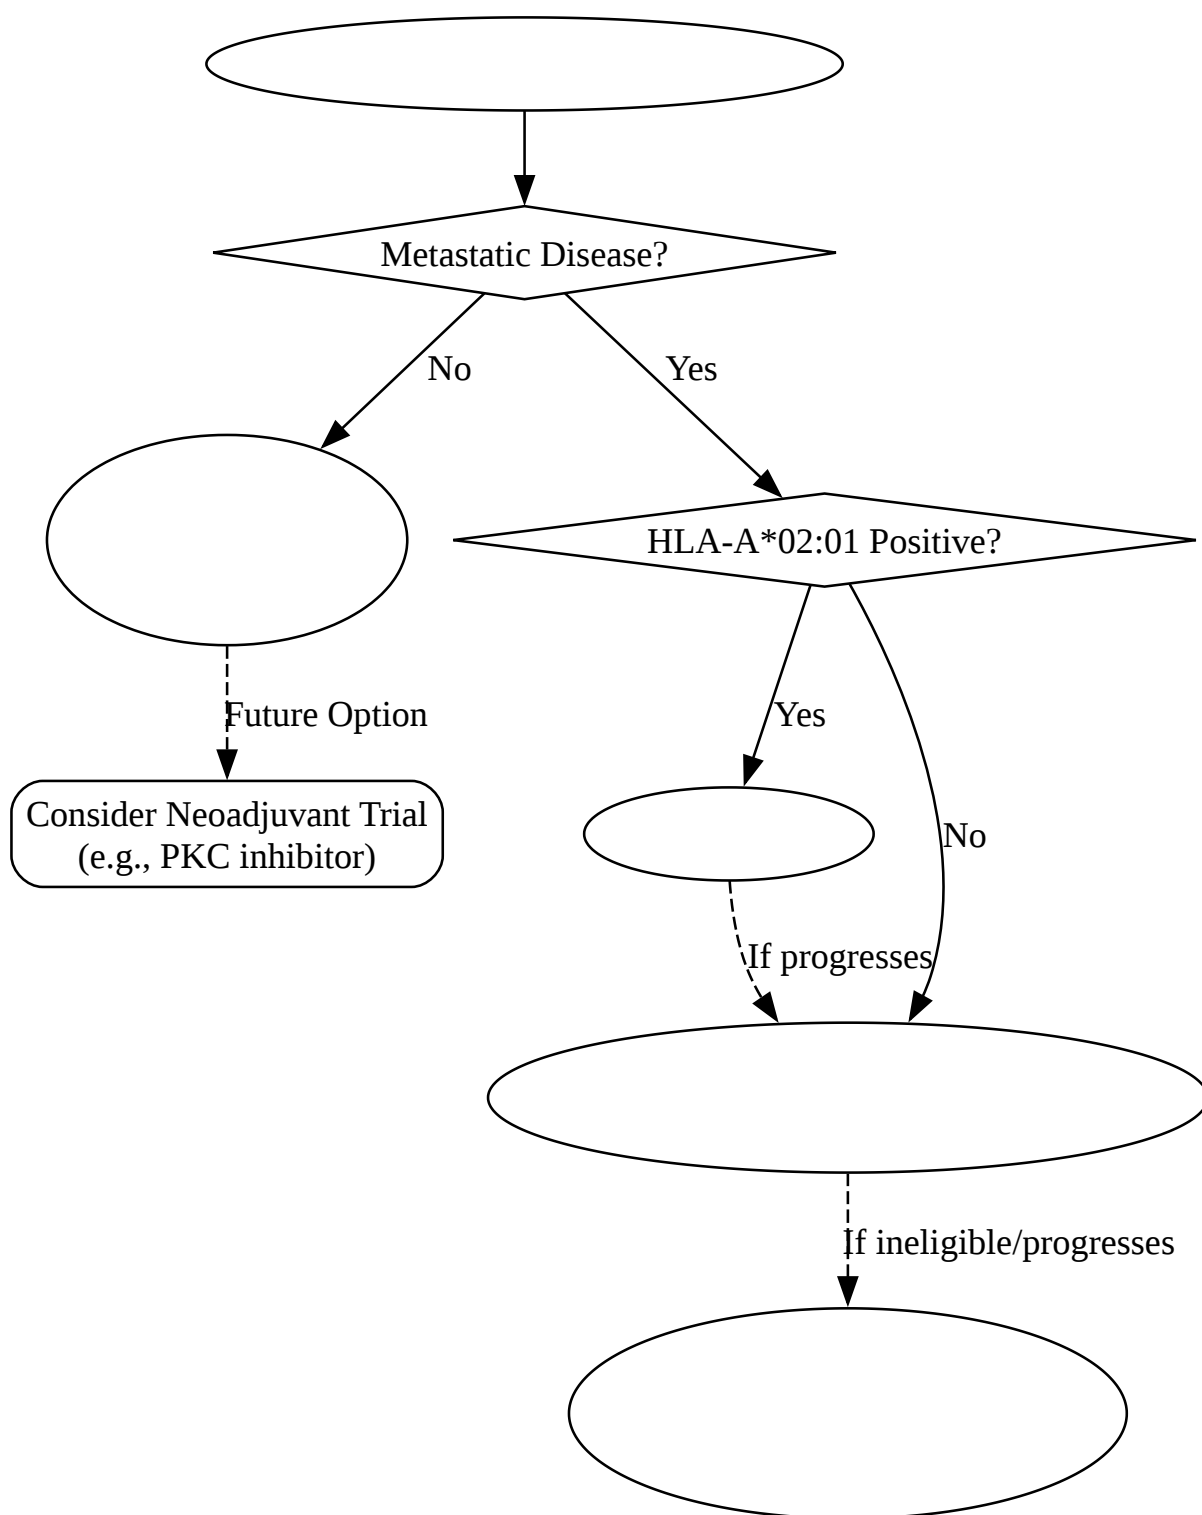 Metastatic Disease?
No
Yes
HLA-A*02:01 Positive?
Future Option
Yes
Consider Neoadjuvant Trial
(e.g., PKC inhibitor)
No
If progresses
If ineligible/progresses